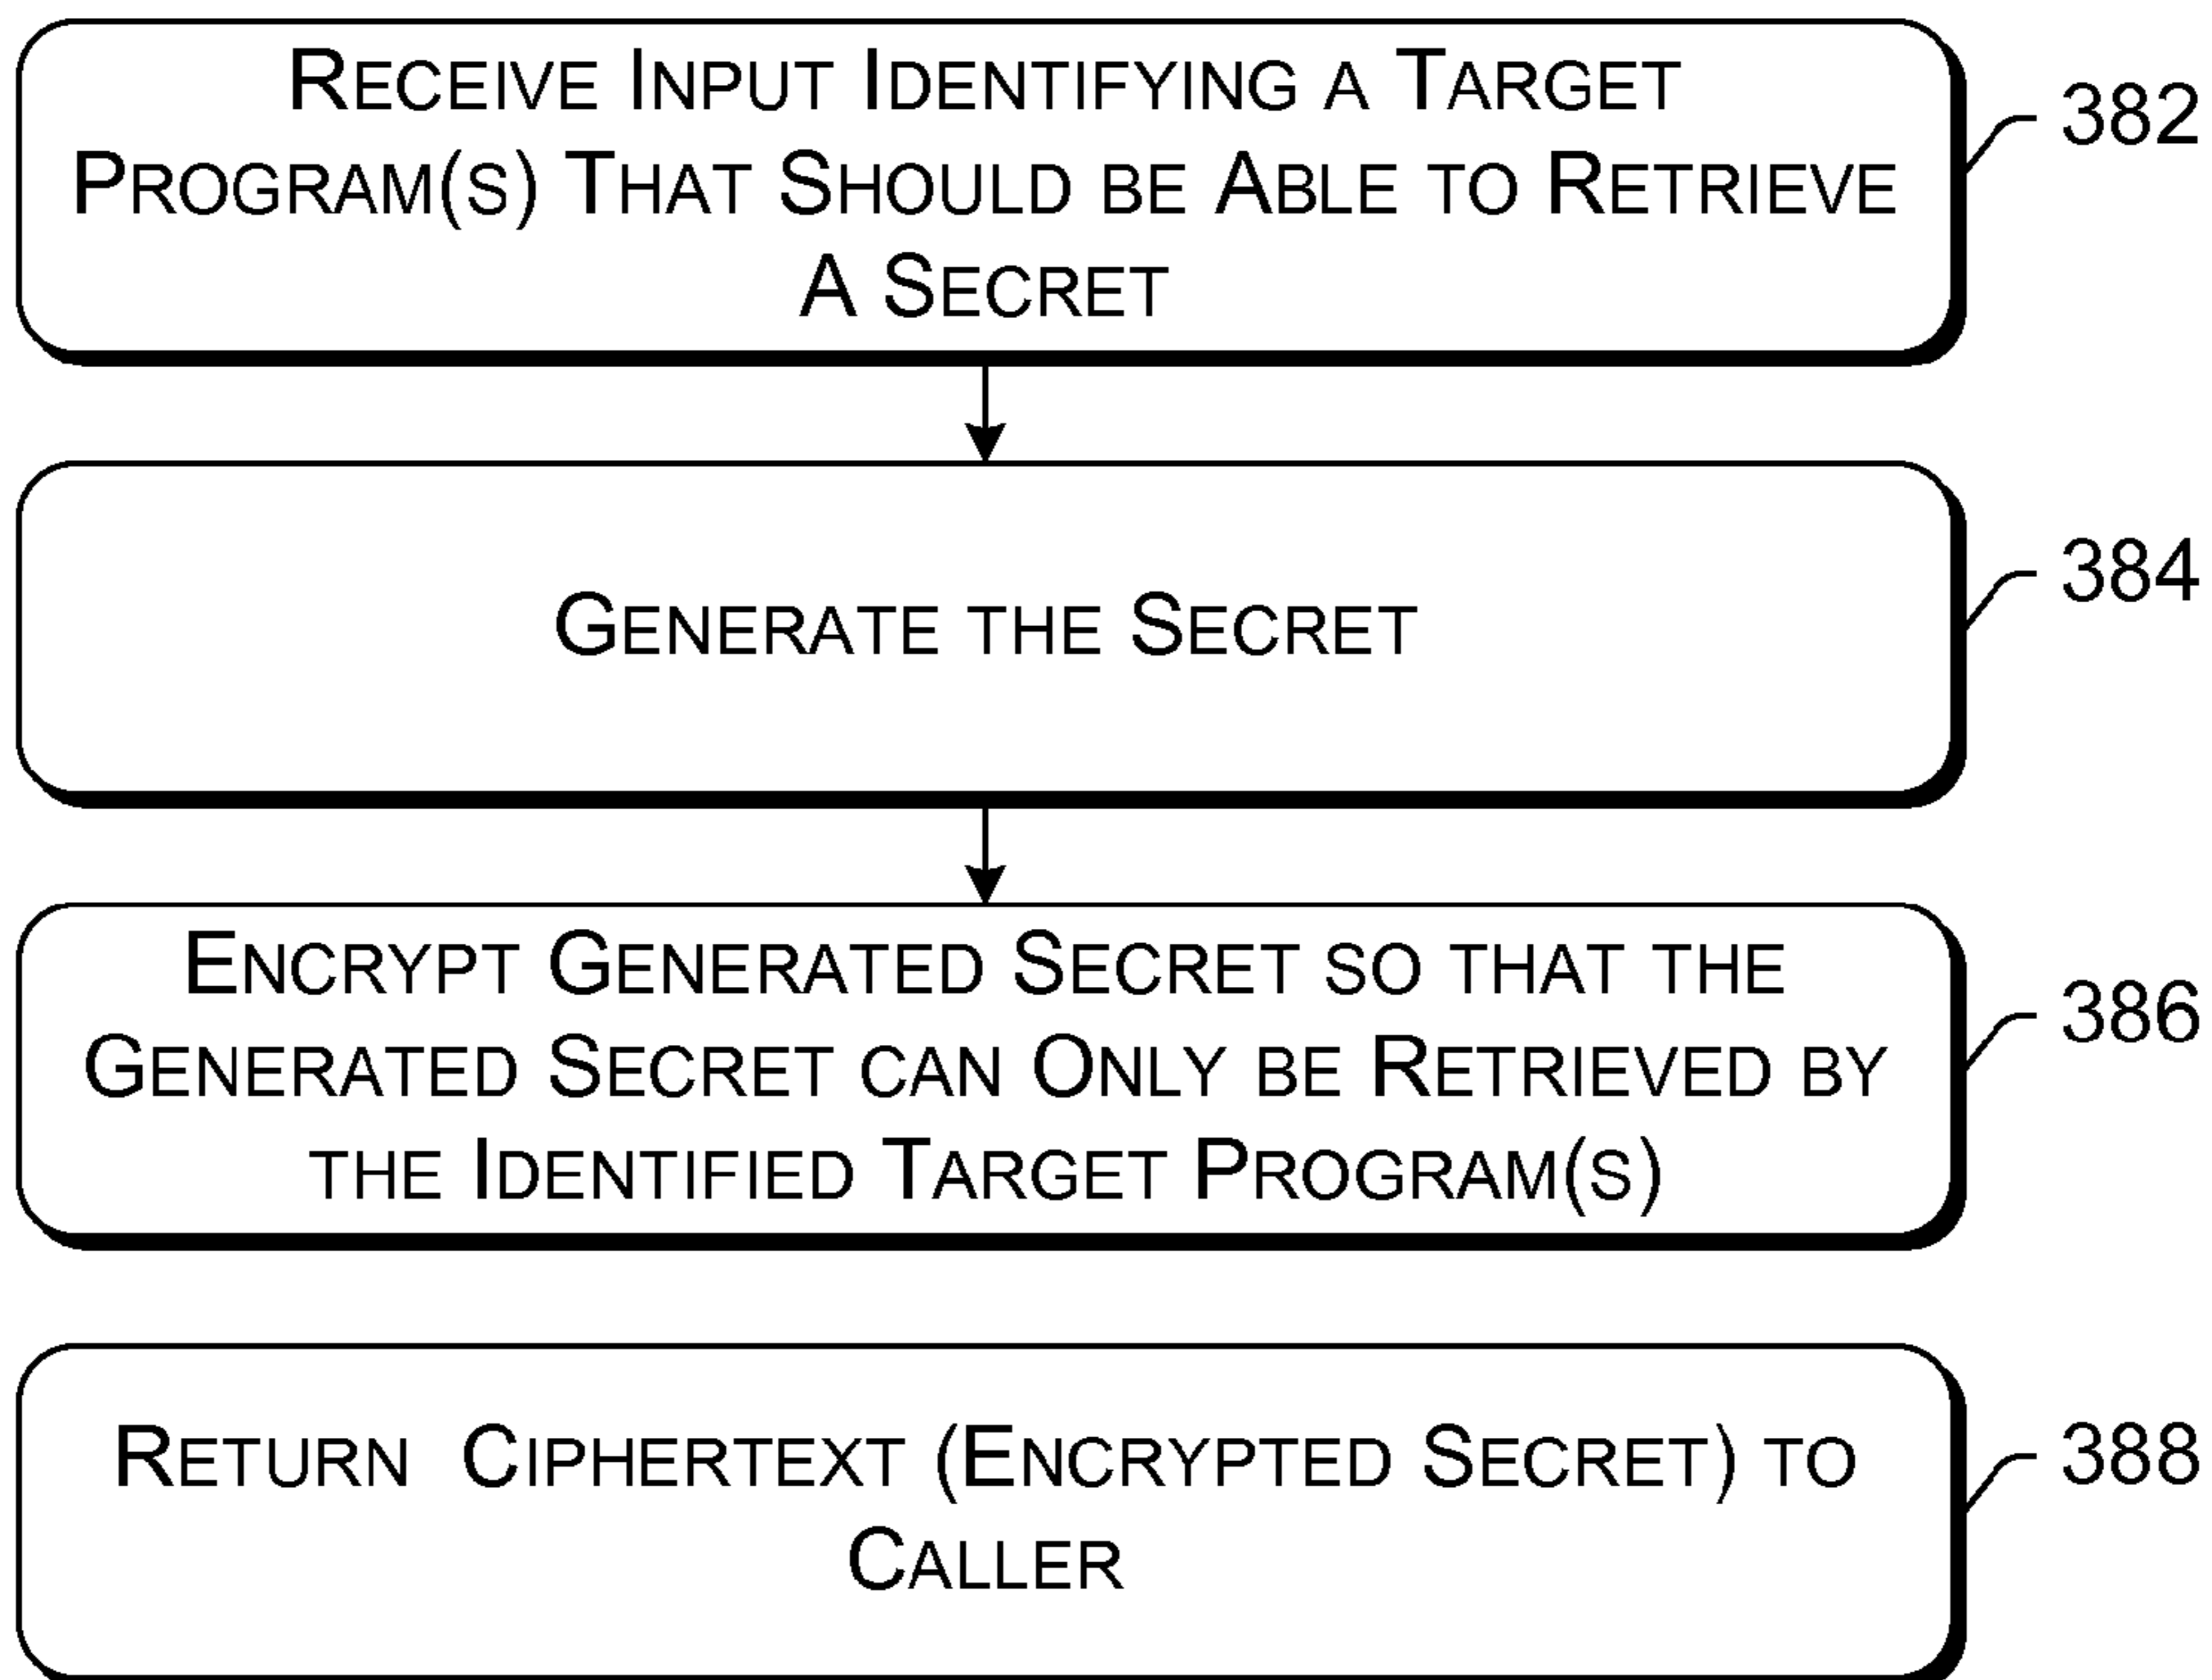 RECEIVE INPUT IDENTIFYING A TARGET
PROGRAM(S) THAT SHOULD BE ABLE TO RETRIEVE
A SECRET
382
GENERATE THE SECRET
384
ENCRYPT GENERATED SECRET SO THAT THE
GENERATED SECRET CAN ONLY BE RETRIEVED BY
THE IDENTIFIED TARGET PROGRAM(S)
386
RETURN CIPHERTEXT (ENCRYPTED SECRET) TO
CALLER
388